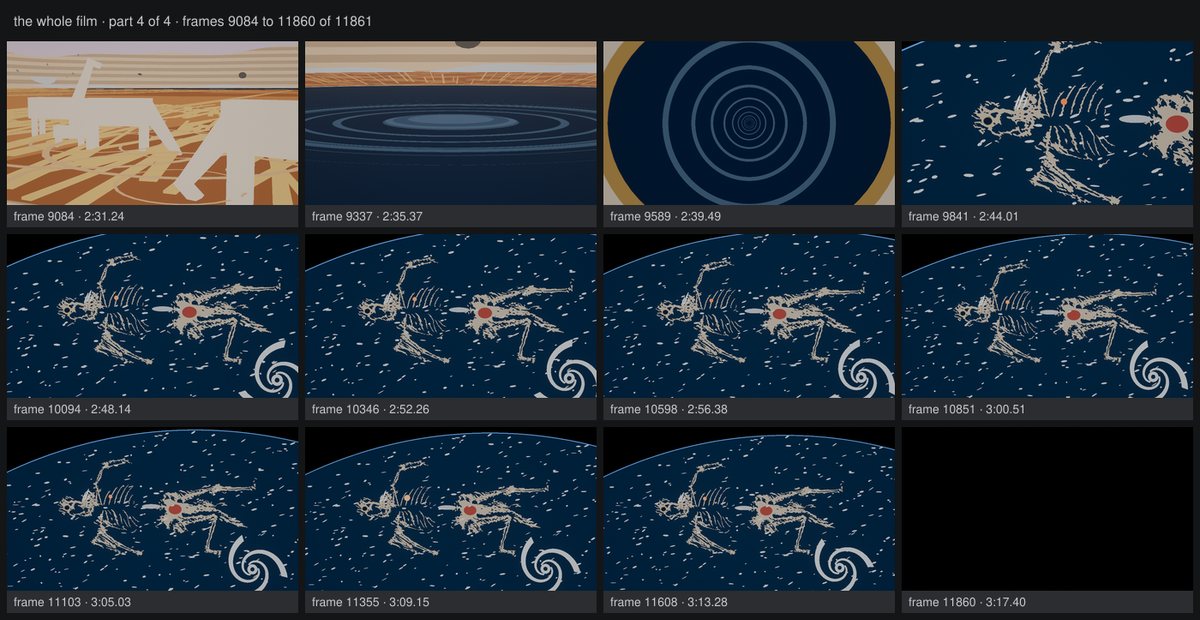 the whole film · part 4 of 4 · frames 9084 to 11860 of 11861
frame 9084 · 2:31.24
frame 9337 · 2:35.37
frame 9589 · 2:39.49
frame 9841 · 2:44.01
frame 10094 · 2:48.14
frame 10346 · 2:52.26
frame 10598 · 2:56.38
frame 10851 · 3:00.51
frame 11103 · 3:05.03
frame 11355 · 3:09.15
frame 11608 · 3:13.28
frame 11860 · 3:17.40